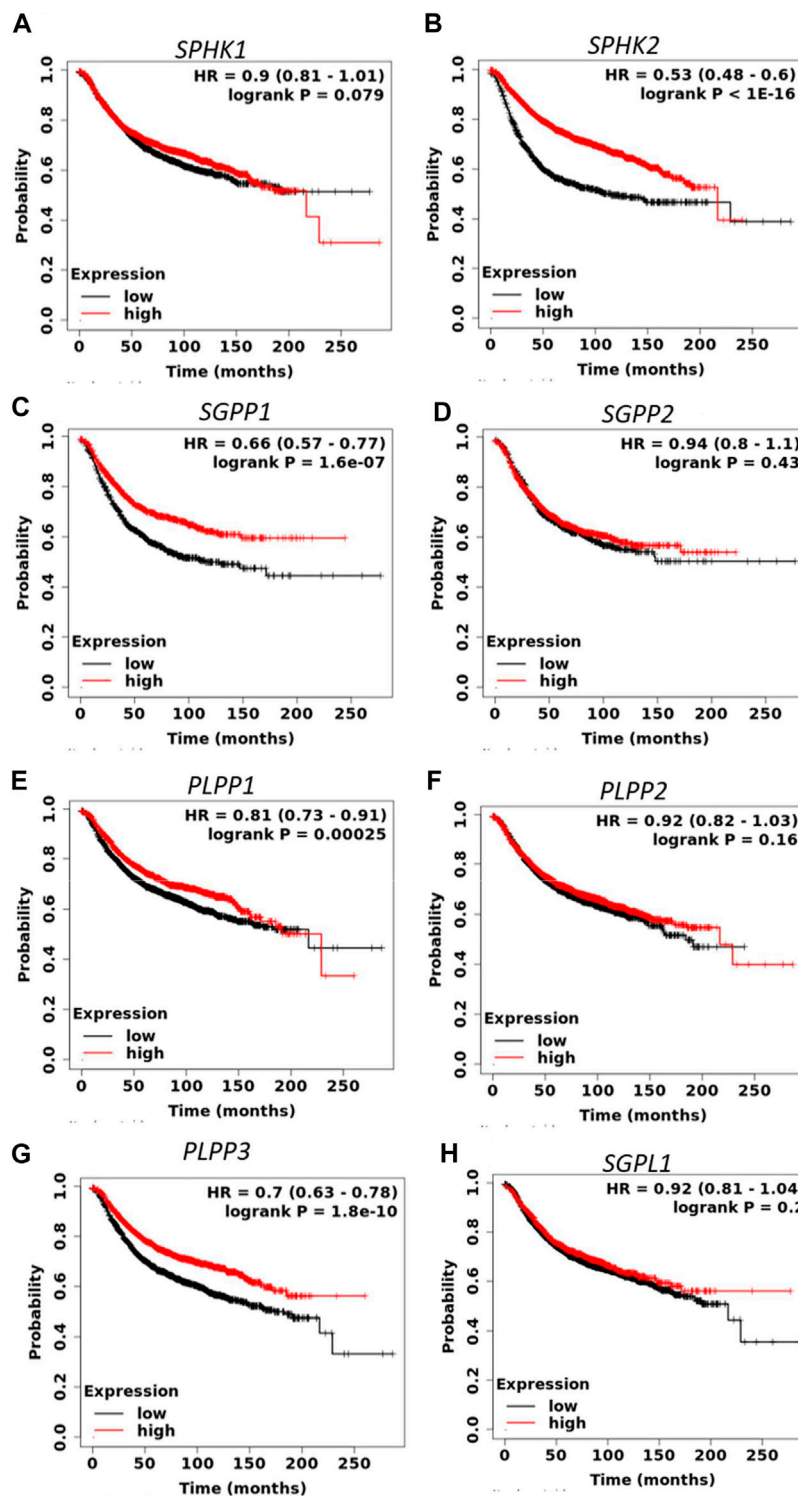 A
SPHK1
HR = 0.9 (0.81 - 1.01)
logrank P = 0.079
Probability
0.0 0.2 0.4 0.6 0.8 1.0
Expression
low
high
0 50 100 150 200 250
Time (months)
B
SPHK2
HR = 0.53 (0.48 - 0.6)
logrank P < 1E-16
Probability
0.0 0.2 0.4 0.6 0.8 1.0
Expression
low
high
0 50 100 150 200 250
Time (months)
C
SGPP1
HR = 0.66 (0.57 - 0.77)
logrank P = 1.6e-07
Probability
0.0 0.2 0.4 0.6 0.8 1.0
Expression
low
high
0 50 100 150 200 250
Time (months)
D
SGPP2
HR = 0.94 (0.8 - 1.1)
logrank P = 0.43
Probability
0.0 0.2 0.4 0.6 0.8 1.0
Expression
low
high
0 50 100 150 200 250
Time (months)
E
PLPP1
HR = 0.81 (0.73 - 0.91)
logrank P = 0.00025
Probability
0.0 0.2 0.4 0.6 0.8 1.0
Expression
low
high
0 50 100 150 200 250
Time (months)
F
PLPP2
HR = 0.92 (0.82 - 1.03)
logrank P = 0.16
Probability
0.0 0.2 0.4 0.6 0.8 1.0
Expression
low
high
0 50 100 150 200 250
Time (months)
G
PLPP3
HR = 0.7 (0.63 - 0.78)
logrank P = 1.8e-10
Probability
0.0 0.2 0.4 0.6 0.8 1.0
Expression
low
high
0 50 100 150 200 250
Time (months)
H
SGPL1
HR = 0.92 (0.81 - 1.04
logrank P = 0.2
Probability
0.0 0.2 0.4 0.6 0.8 1.0
Expression
low
high
0 50 100 150 200 250
Time (months)